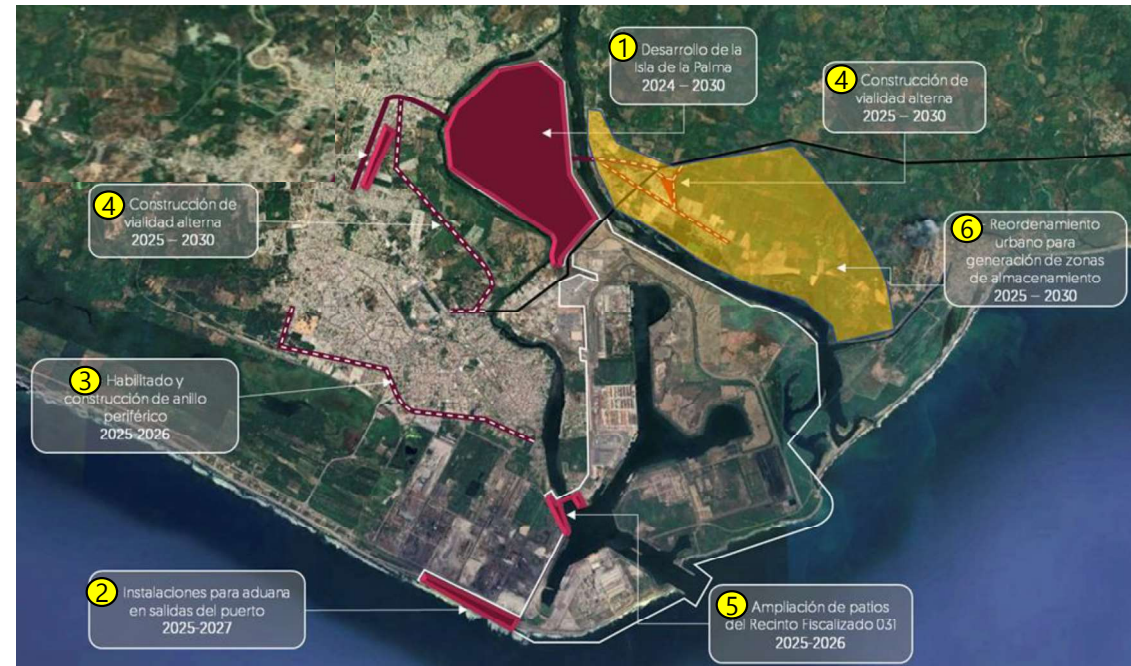 1 Desarrollo de la
Isla de la Palma
2024 – 2030
4 Construcción de
vialidad alterna
2025 – 2030
4 Construcción de
vialidad alterna
2025 – 2030
6 Reordenamiento
urbano para
generación de zonas
de almacenamiento
2025 – 2030
3 Habilitado y
construcción de anillo
periférico
2025-2026
2 Instalaciones para aduana
en salidas del puerto
2025-2027
5 Ampliación de patios
del Recinto Fiscalizado 031
2025-2026